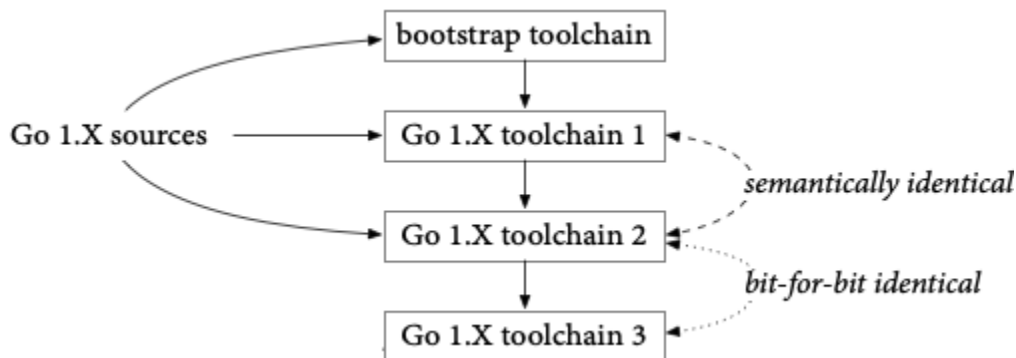 bootstrap toolchain
Go 1.X sources
Go 1.X toolchain 1
semantically identical
Go 1.X toolchain 2
bit-for-bit identical
Go 1.X toolchain 3